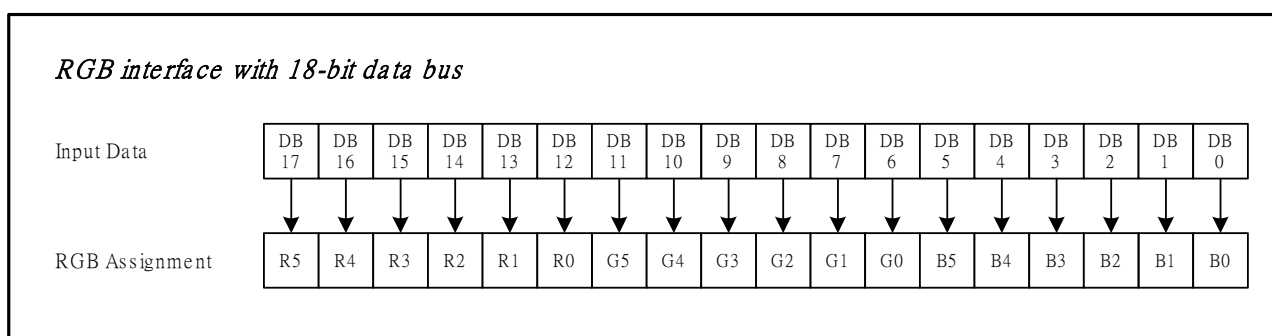 RGB interface with 18-bit data bus
Input Data DB 17 DB 16 DB 15 DB 14 DB 13 DB 12 DB 11 DB 10 DB 9 DB 8 DB 7 DB 6 DB 5 DB 4 DB 3 DB 2 DB 1 DB 0
RGB Assignment R5 R4 R3 R2 R1 R0 G5 G4 G3 G2 G1 G0 B5 B4 B3 B2 B1 B0